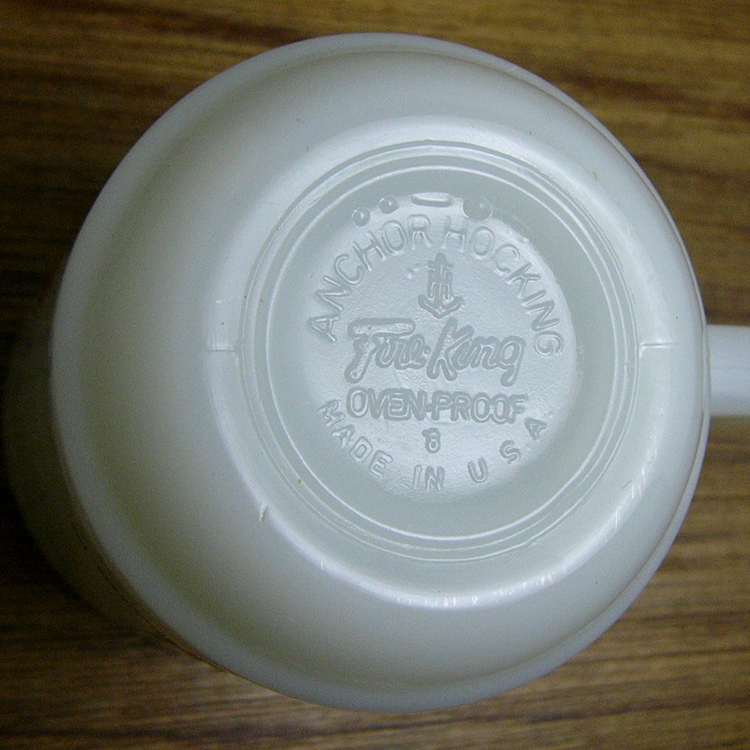 ANCHOR HOCKING
Fire-King
OVEN-PROOF
8
MADE IN U S A